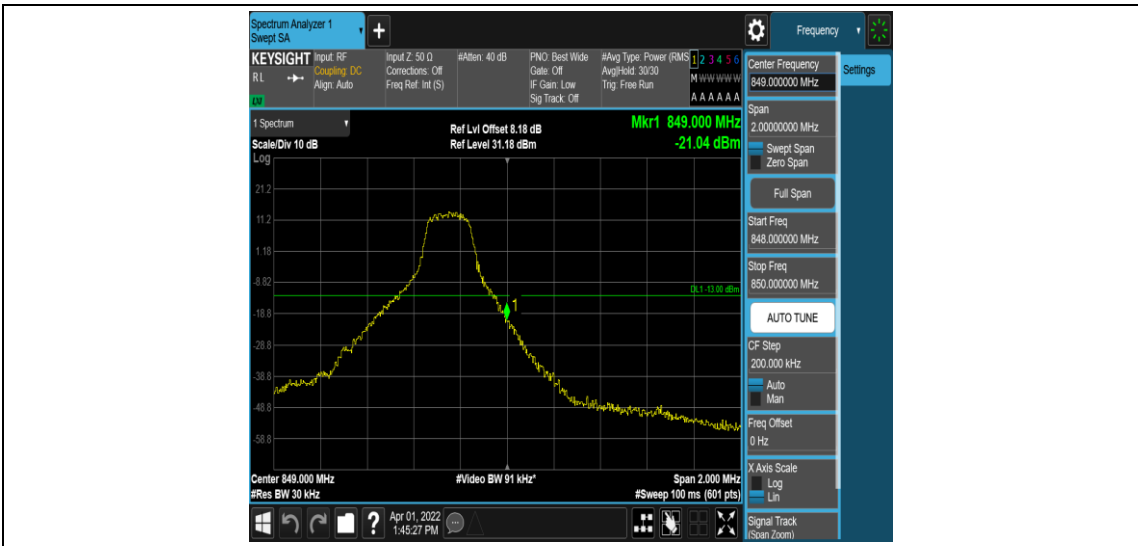 Spectrum Analyzer 1
Swept SA
+
Frequency
KEYSIGHT
RL
LXI
Input: RF
Coupling: DC
Align: Auto
Input Z: 50 Ω
Corrections: Off
Freq Ref: Int (S)
#Atten: 40 dB
PNO: Best Wide
Gate: Off
IF Gain: Low
Sig Track: Off
#Avg Type: Power (RMS
Avg|Hold: 30/30
Trig: Free Run
1 2 3 4 5 6
M W W W W W
A A A A A A
1 Spectrum
Scale/Div 10 dB
Log
Ref Lvl Offset 8.18 dB
Ref Level 31.18 dBm
Mkr1 849.000 MHz
-21.04 dBm
21.2
11.2
1.18
-8.82
-18.8
-28.8
-38.8
-48.8
-58.8
DL1 -13.00 dBm
1
Center 849.000 MHz
#Res BW 30 kHz
#Video BW 91 kHz*
Span 2.000 MHz
#Sweep 100 ms (601 pts)
Center Frequency
849.000000 MHz
Settings
Span
2.00000000 MHz
Swept Span
Zero Span
Full Span
Start Freq
848.000000 MHz
Stop Freq
850.000000 MHz
AUTO TUNE
CF Step
200.000 kHz
Auto
Man
Freq Offset
0 Hz
X Axis Scale
Log
Lin
Signal Track
(Span Zoom)
?
Apr 01, 2022
1:45:27 PM